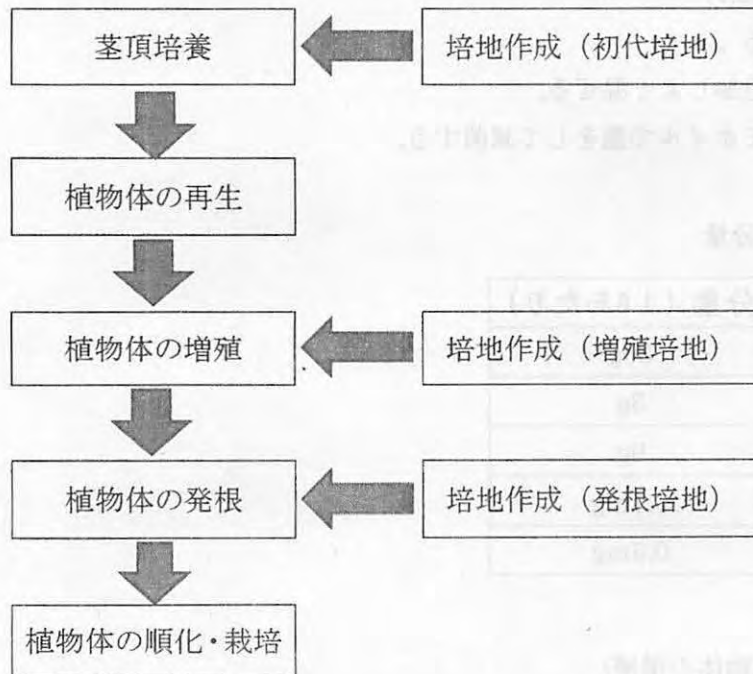 茎頂培養
培地作成（初代培地）
植物体の再生
植物体の増殖
培地作成（増殖培地）
植物体の発根
培地作成（発根培地）
植物体の順化・栽培